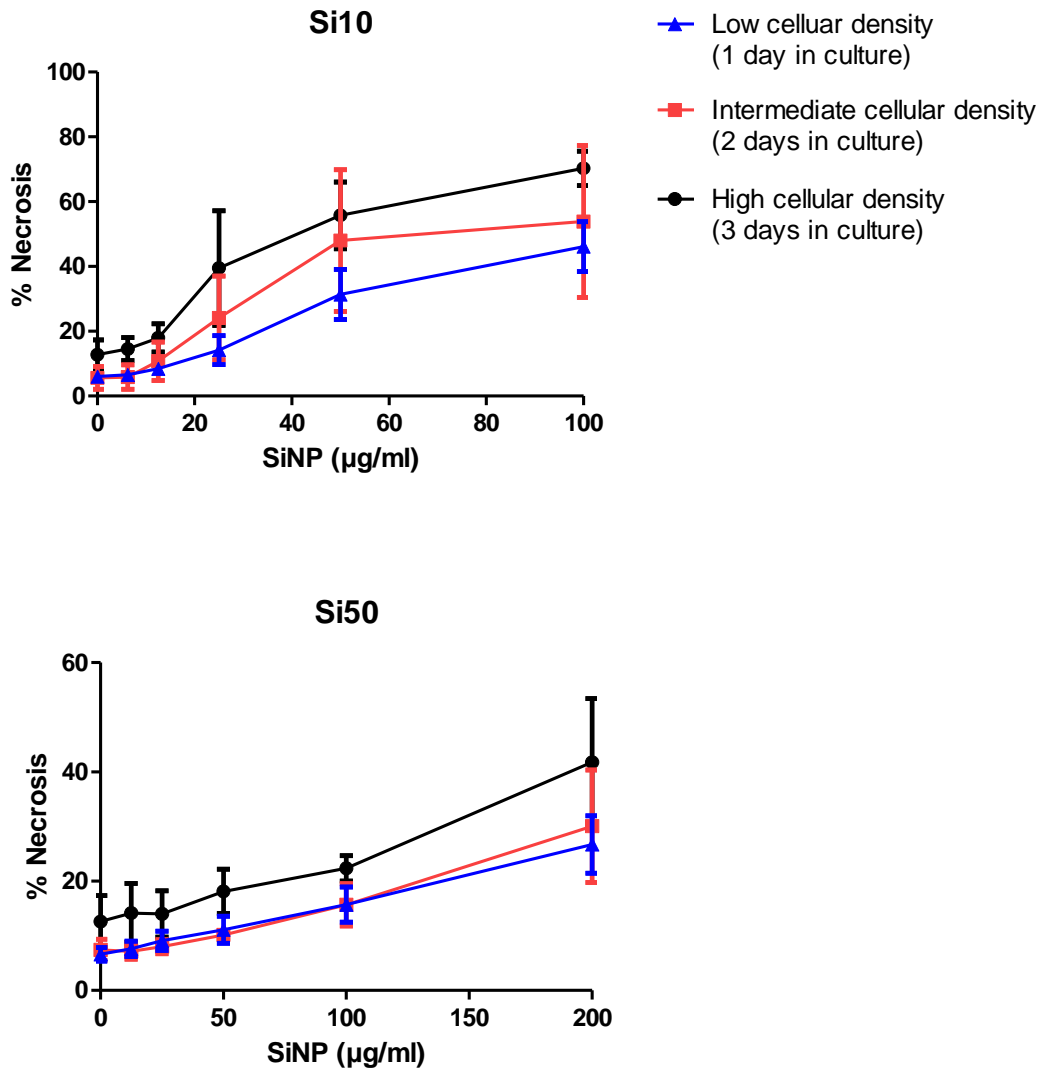 Si10
Low celluar density
(1 day in culture)
Intermediate cellular density
(2 days in culture)
High cellular density
(3 days in culture)
100
80
60
40
20
0
% Necrosis
0 20 40 60 80 100
SiNP (µg/ml)
Si50
60
40
20
0
% Necrosis
0 50 100 150 200
SiNP (µg/ml)